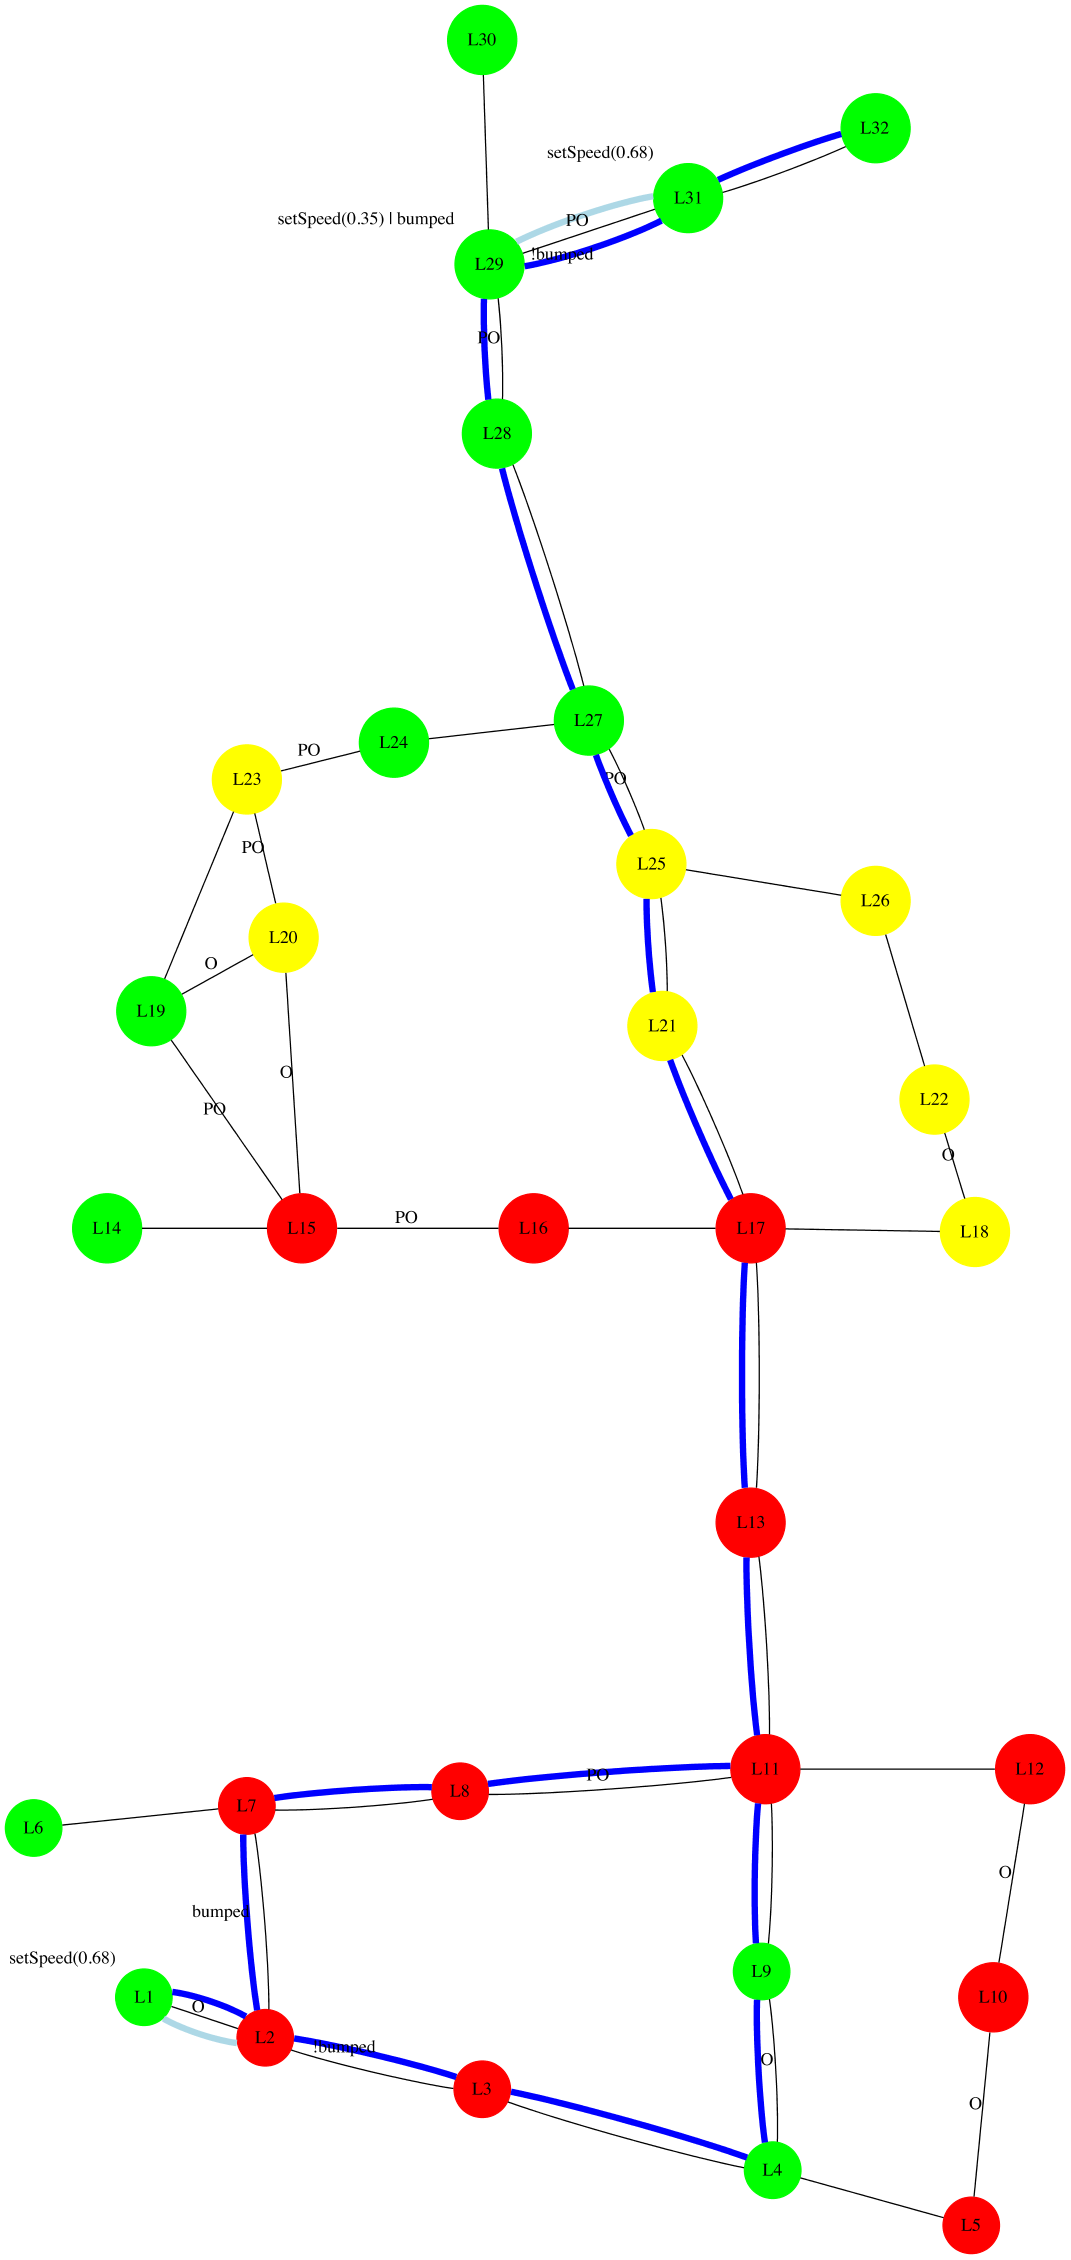 L30
L32
setSpeed(0.68)
L31
setSpeed(0.35) | bumped
PO
!bumped
L29
PO
L28
L27
L24
PO
L23
PO
PO
L25
L26
L20
O
L19
L21
O
L22
PO
O
L14
L15
PO
L16
L17
L18
L13
L11
L12
PO
L8
L7
L6
O
bumped
setSpeed(0.68)
L9
L1
O
L10
L2
!bumped
O
L3
O
L4
L5